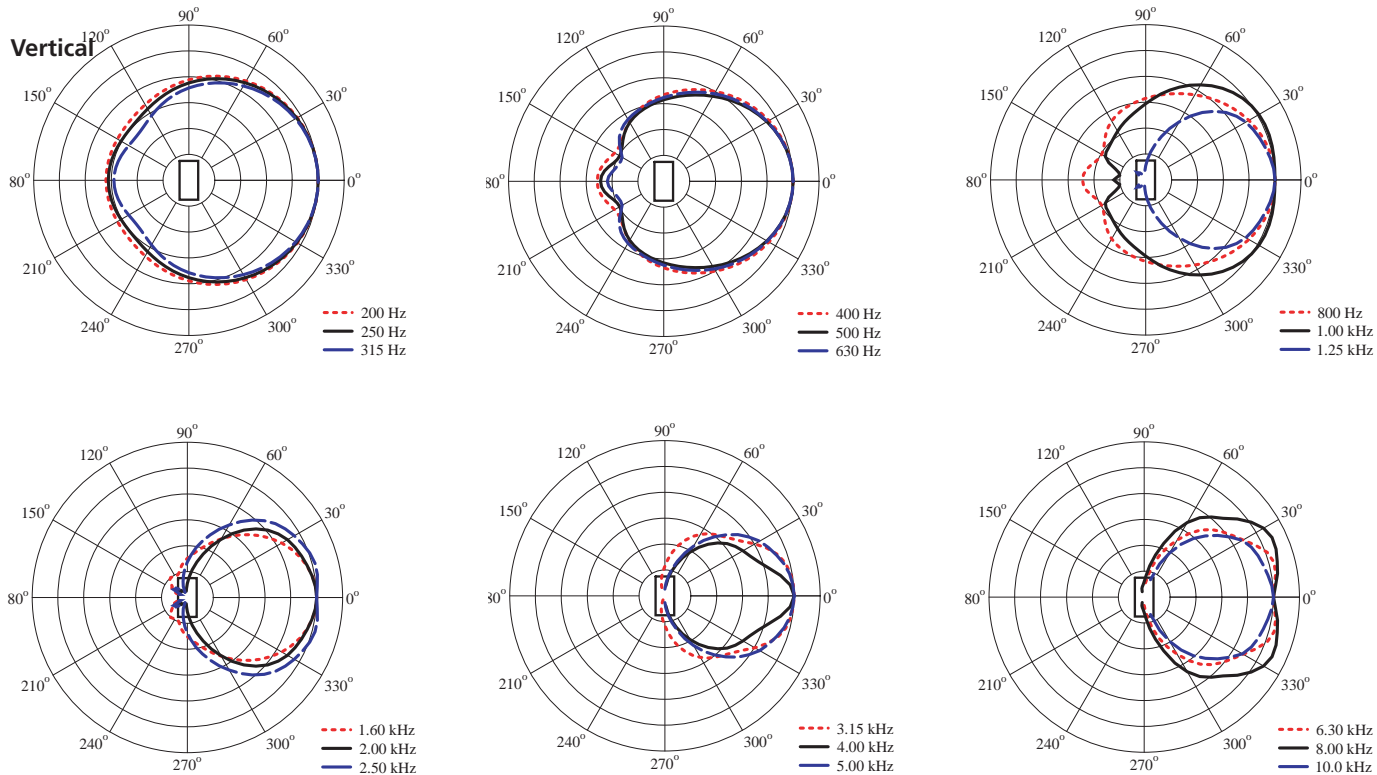 Vertical
90°
120° 60°
150° 30°
80° 0°
210° 330°
240° 300°
270°
200 Hz
250 Hz
315 Hz
90°
120° 60°
150° 30°
80° 0°
210° 330°
240° 300°
270°
400 Hz
500 Hz
630 Hz
90°
120° 60°
150° 30°
80° 0°
210° 330°
240° 300°
270°
800 Hz
1.00 kHz
1.25 kHz
90°
120° 60°
150° 30°
80° 0°
210° 330°
240° 300°
270°
1.60 kHz
2.00 kHz
2.50 kHz
90°
120° 60°
150° 30°
80° 0°
210° 330°
240° 300°
270°
3.15 kHz
4.00 kHz
5.00 kHz
90°
120° 60°
150° 30°
80° 0°
210° 330°
240° 300°
270°
6.30 kHz
8.00 kHz
10.0 kHz